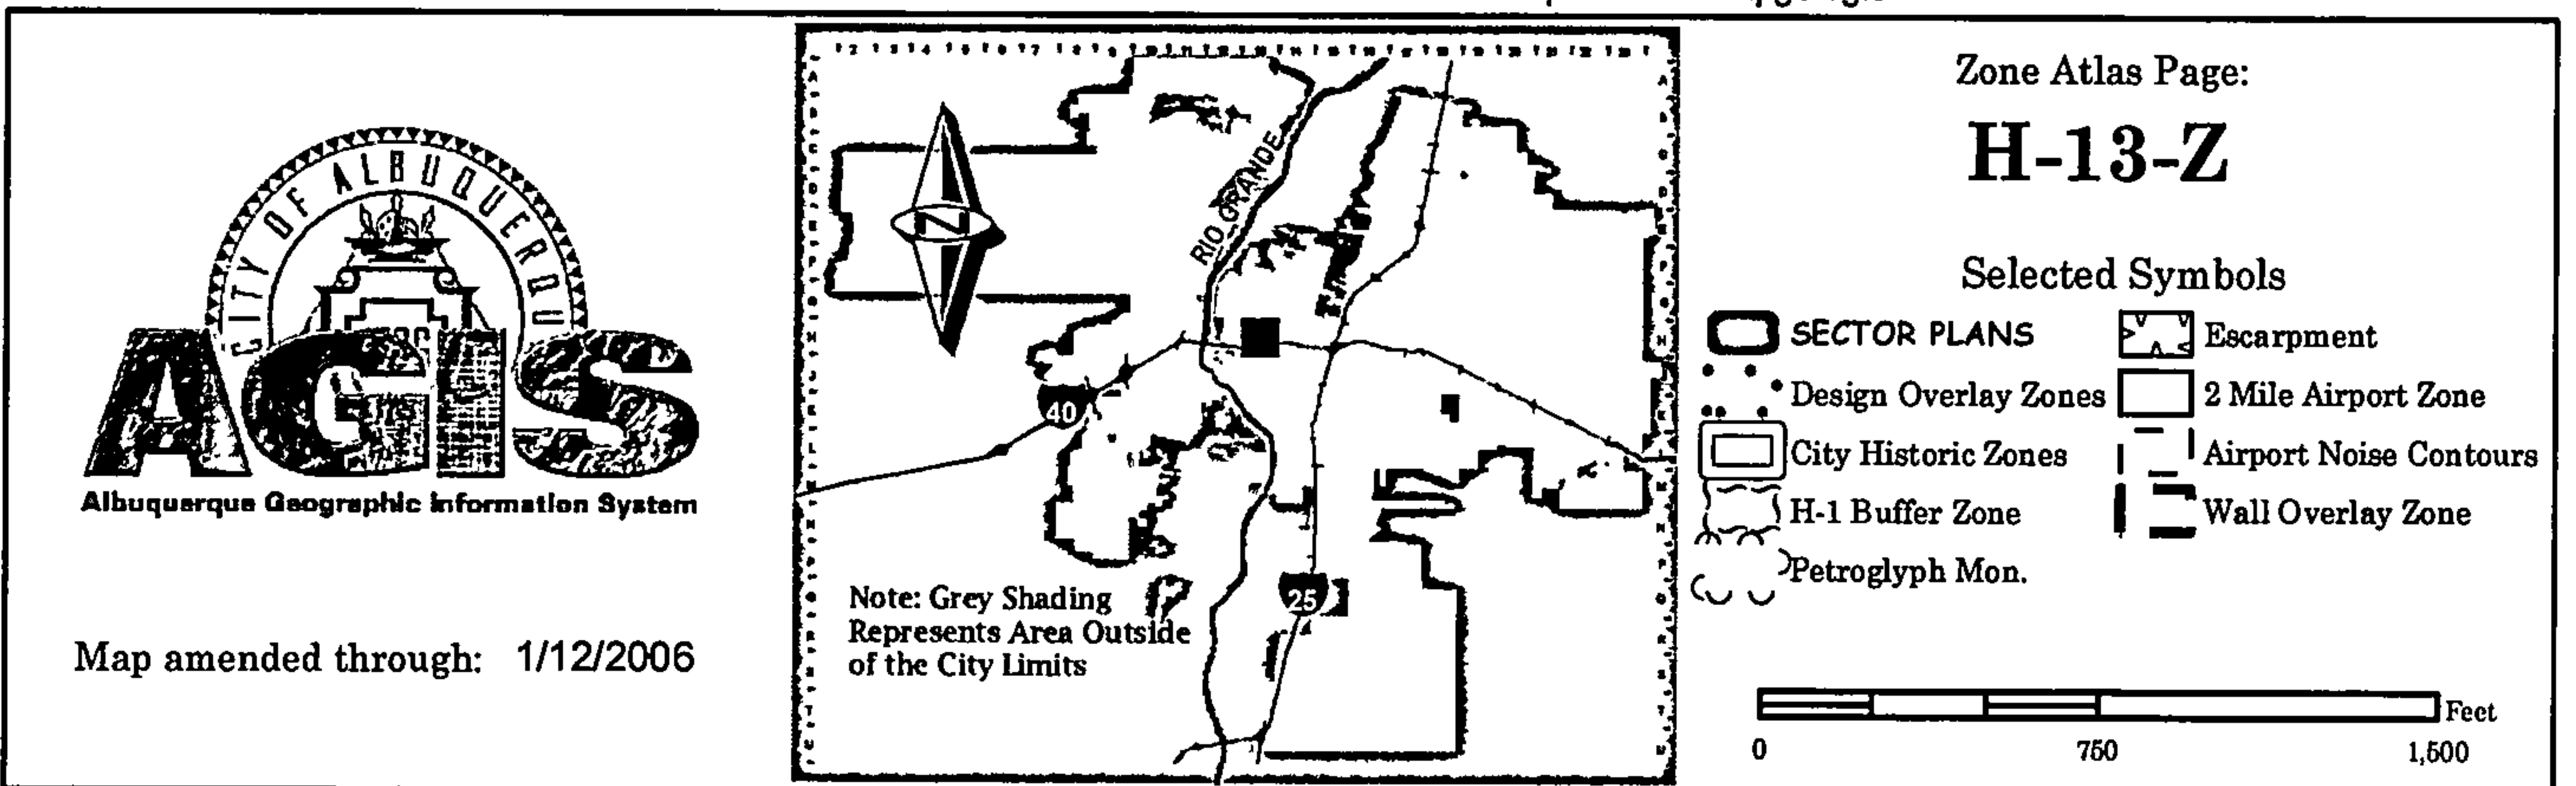 CITY OF ALBUQUERQU
AGIS
Albuquerque Geographic Information System
Map amended through: 1/12/2006
N
RIO GRANDE
40
25
Note: Grey Shading
Represents Area Outside
of the City Limits
Zone Atlas Page:
H-13-Z
Selected Symbols
SECTOR PLANS
Escarpment
Design Overlay Zones
2 Mile Airport Zone
City Historic Zones
Airport Noise Contours
H-1 Buffer Zone
Wall Overlay Zone
Petroglyph Mon.
Feet
0 750 1,500